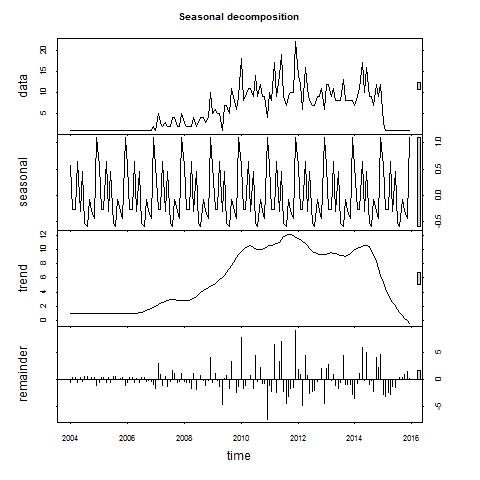 Seasonal decomposition
data
5 10 15 20
seasonal
-0.5 0.0 0.5 1.0
trend
0 2 4 6 8 10 12
remainder
-5 0 5
2004 2006 2008 2010 2012 2014 2016
time